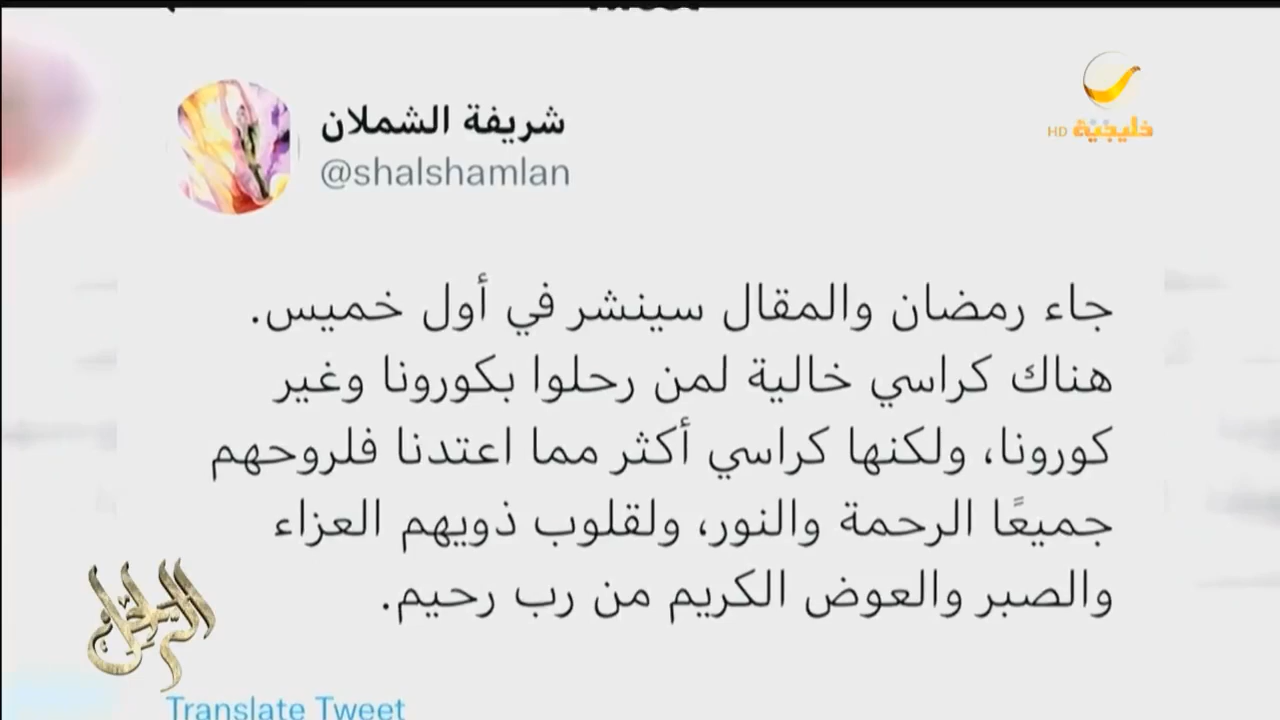 شريفة الشملان
@shalshamlan
خليجية HD
جاء رمضان والمقال سينشر في أول خميس.
هناك كراسي خالية لمن رحلوا بكورونا وغير
كورونا، ولكنها كراسي أكثر مما اعتدنا فلروحهم
جميعًا الرحمة والنور، ولقلوب ذويهم العزاء
والصبر والعوض الكريم من رب رحيم.
الراحل
Translate Tweet